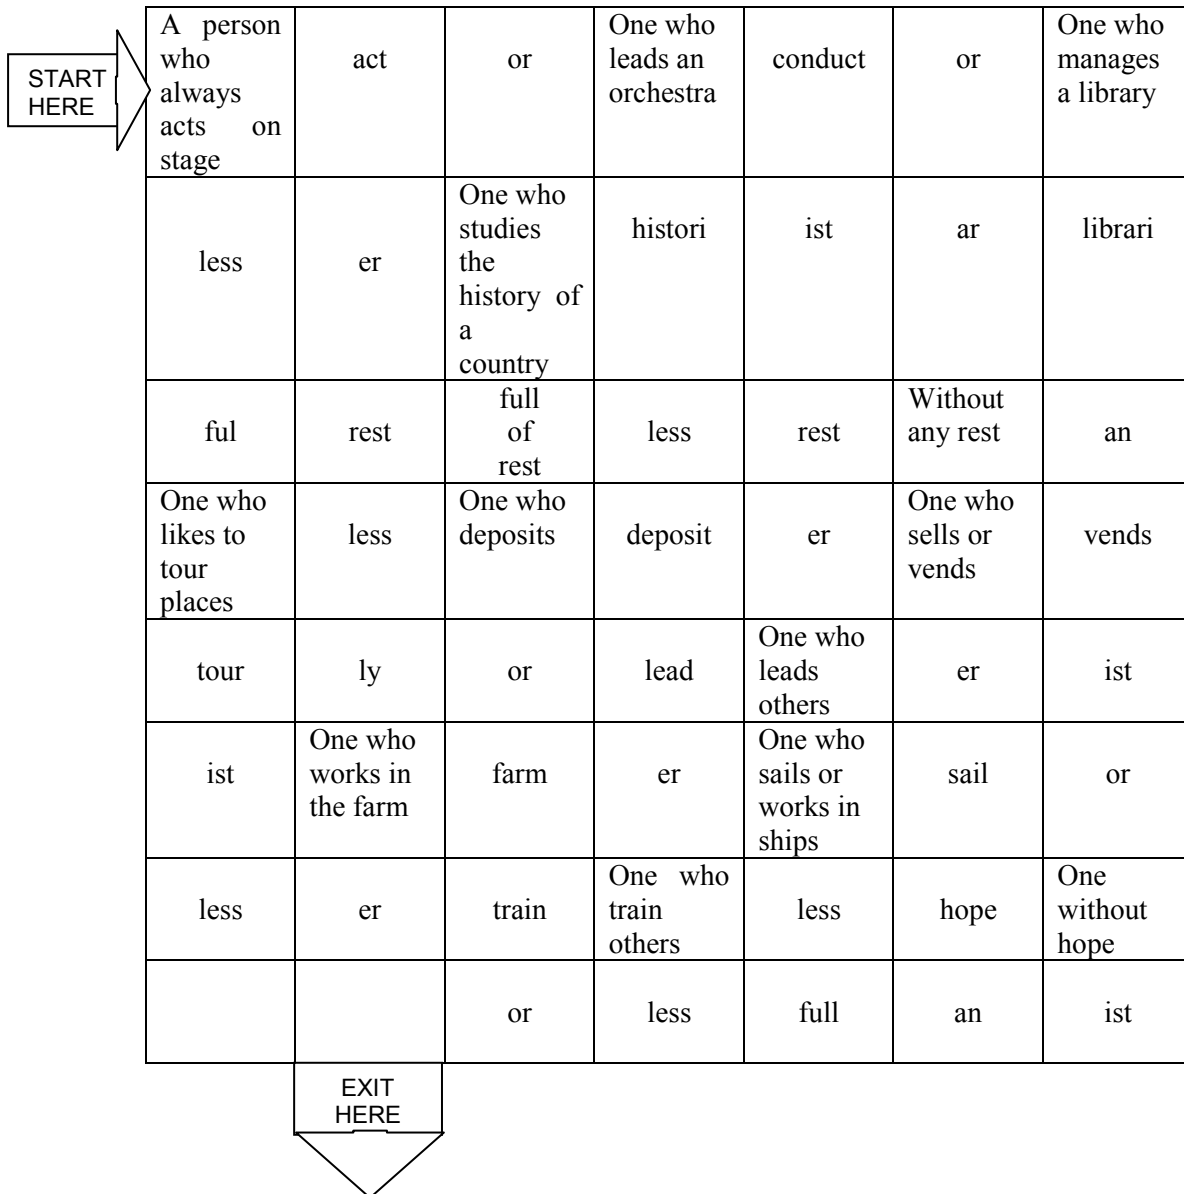 START
HERE
A person
who
always
acts on
stage
act
or
One who
leads an
orchestra
conduct
or
One who
manages
a library
less
er
One who
studies
the
history of
a
country
histori
ist
ar
librari
ful
rest
full
of
rest
less
rest
Without
any rest
an
One who
likes to
tour
places
less
One who
deposits
deposit
er
One who
sells or
vends
vends
tour
ly
or
lead
One who
leads
others
er
ist
ist
One who
works in
the farm
farm
er
One who
sails or
works in
ships
sail
or
less
er
train
One who
train
others
less
hope
One
without
hope
or
less
full
an
ist
EXIT
HERE